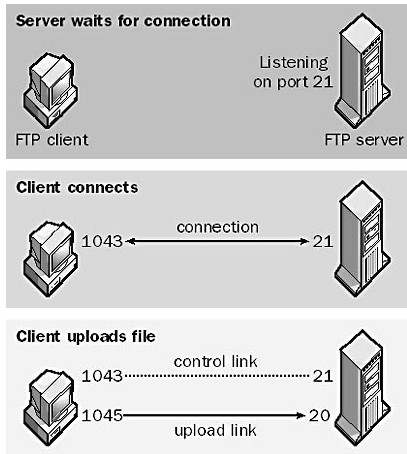 Server waits for connection
Listening
on port 21
FTP client
FTP server
Client connects
connection
1043
21
Client uploads file
control link
1043
21
1045
20
upload link